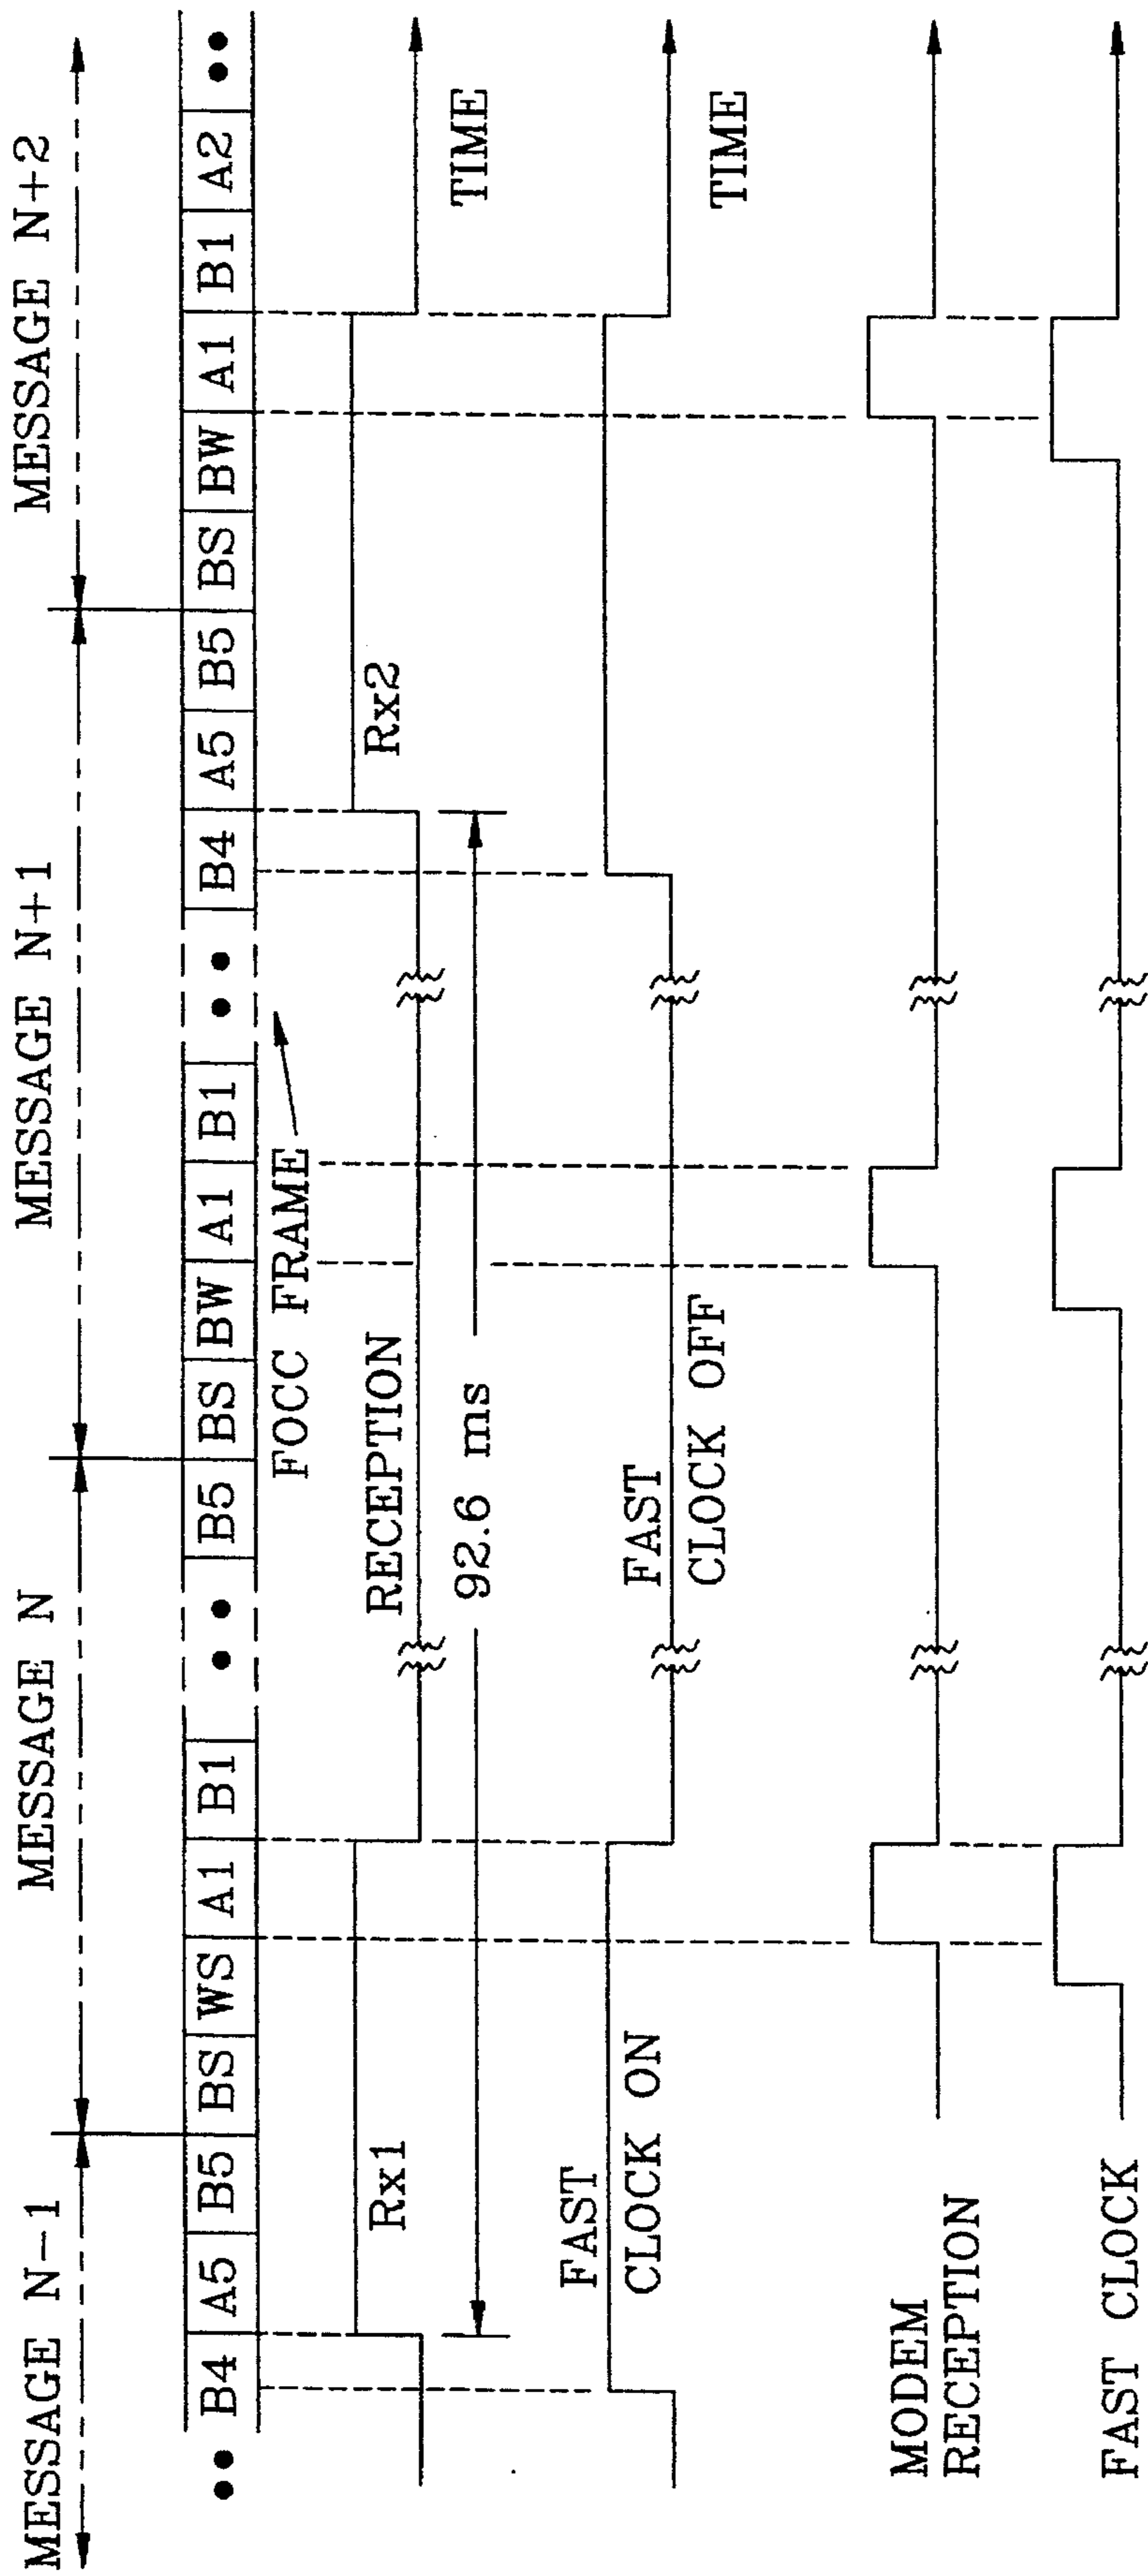 MESSAGE N-1
MESSAGE N
MESSAGE N+1
MESSAGE N+2
B4 A5 B5 BS WS A1 B1 B5 BS BW A1 B1 B4 A5 B5 BS BW A1 B1 A2
FOCC FRAME
Rx1
RECEPTION
Rx2
92.6 ms
TIME
FAST
CLOCK ON
FAST
CLOCK OFF
TIME
MODEM
RECEPTION
FAST CLOCK